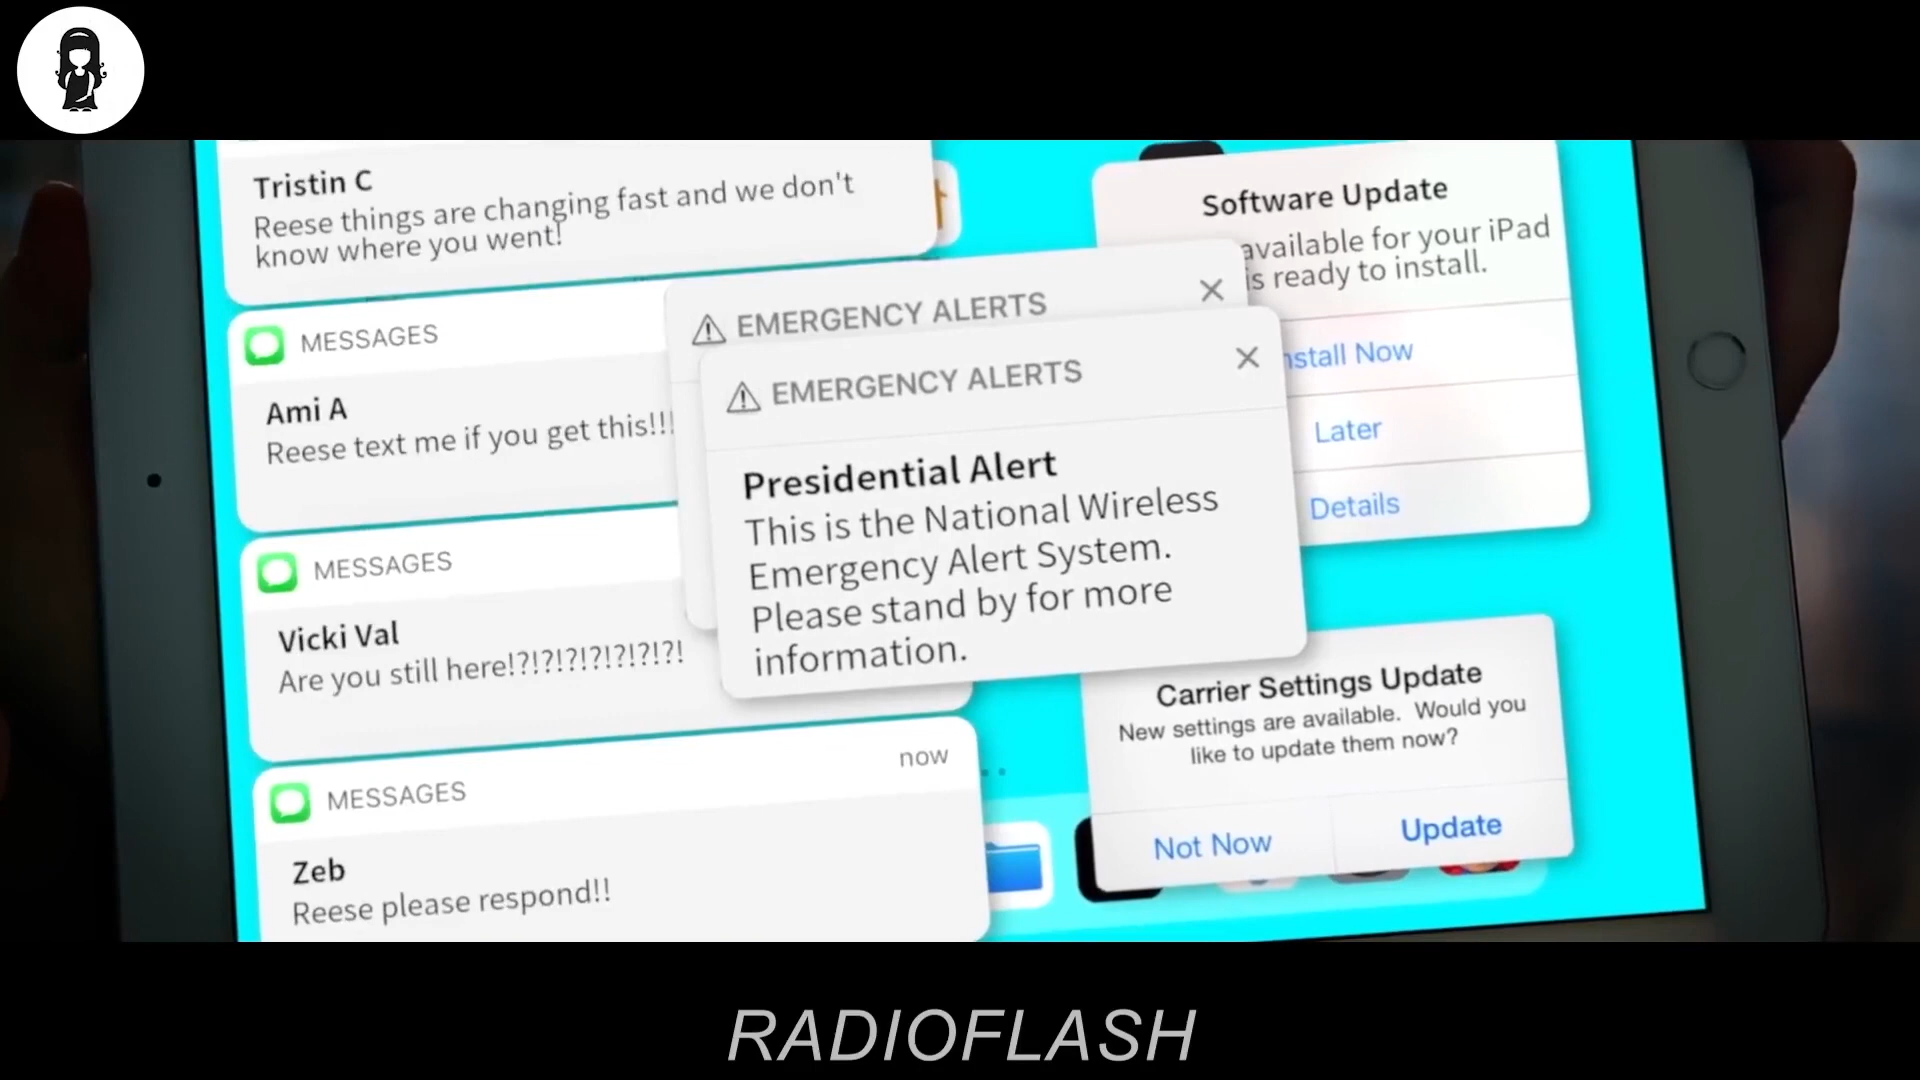 Tristin C
Reese things are changing fast and we don't
know where you went!
MESSAGES
Ami A
Reese text me if you get this!!!
MESSAGES
Vicki Val
Are you still here!?!?!?!?!?!?!?!?!
now
MESSAGES
Zeb
Reese please respond!!
EMERGENCY ALERTS
EMERGENCY ALERTS
Presidential Alert
This is the National Wireless
Emergency Alert System.
Please stand by for more
information.
Software Update
available for your iPad
is ready to install.
nstall Now
Later
Details
Carrier Settings Update
New settings are available. Would you
like to update them now?
Not Now
Update
RADIOFLASH